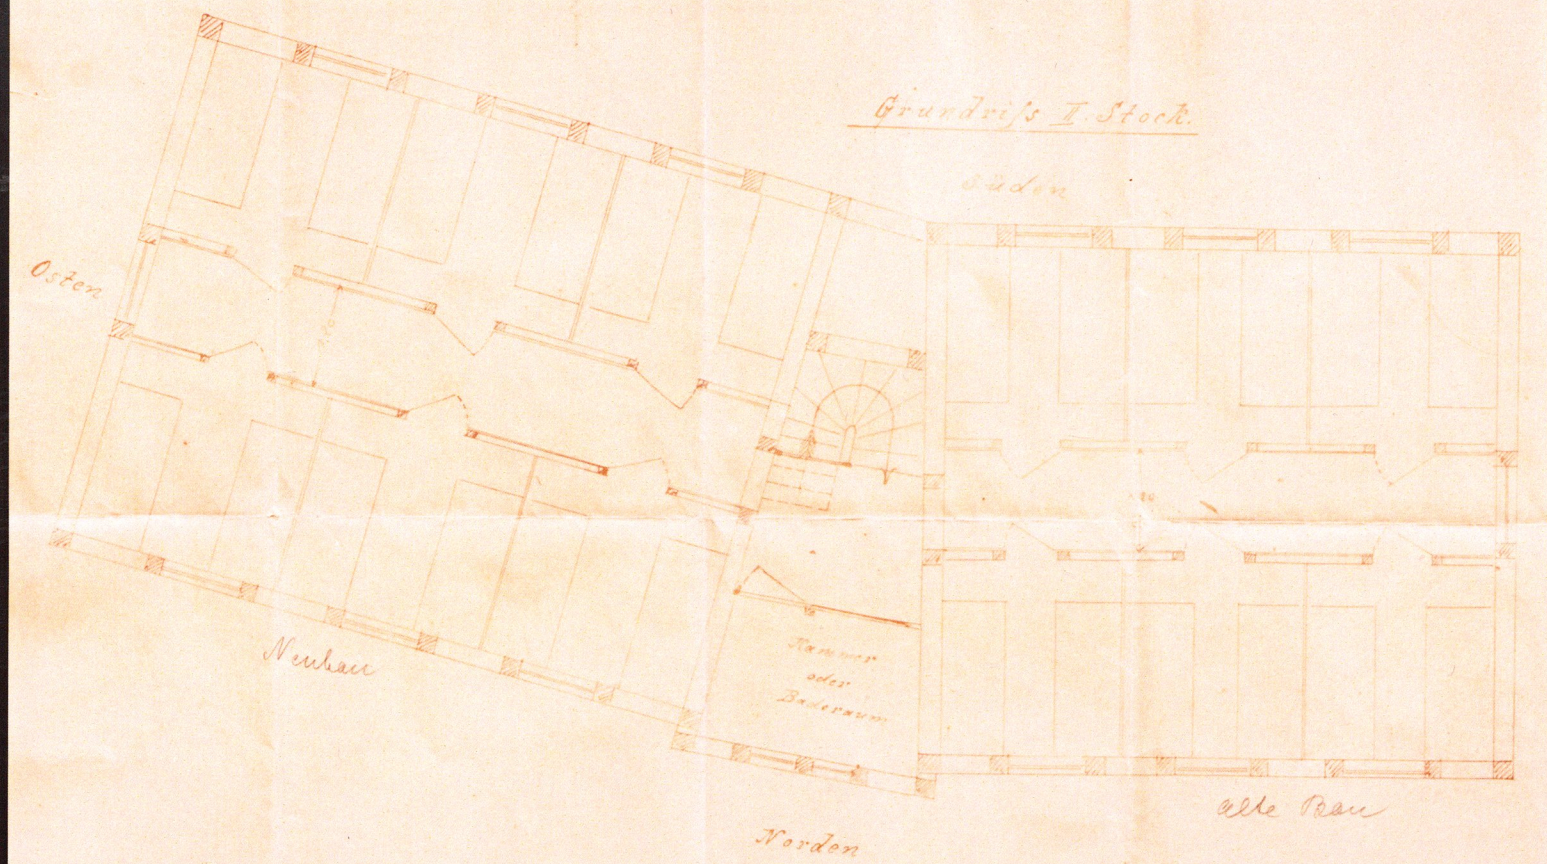 Grundriſs II. Stock.
Süden
Osten
Kammer
oder
Baderaum
Neubau
alte Bau
Norden